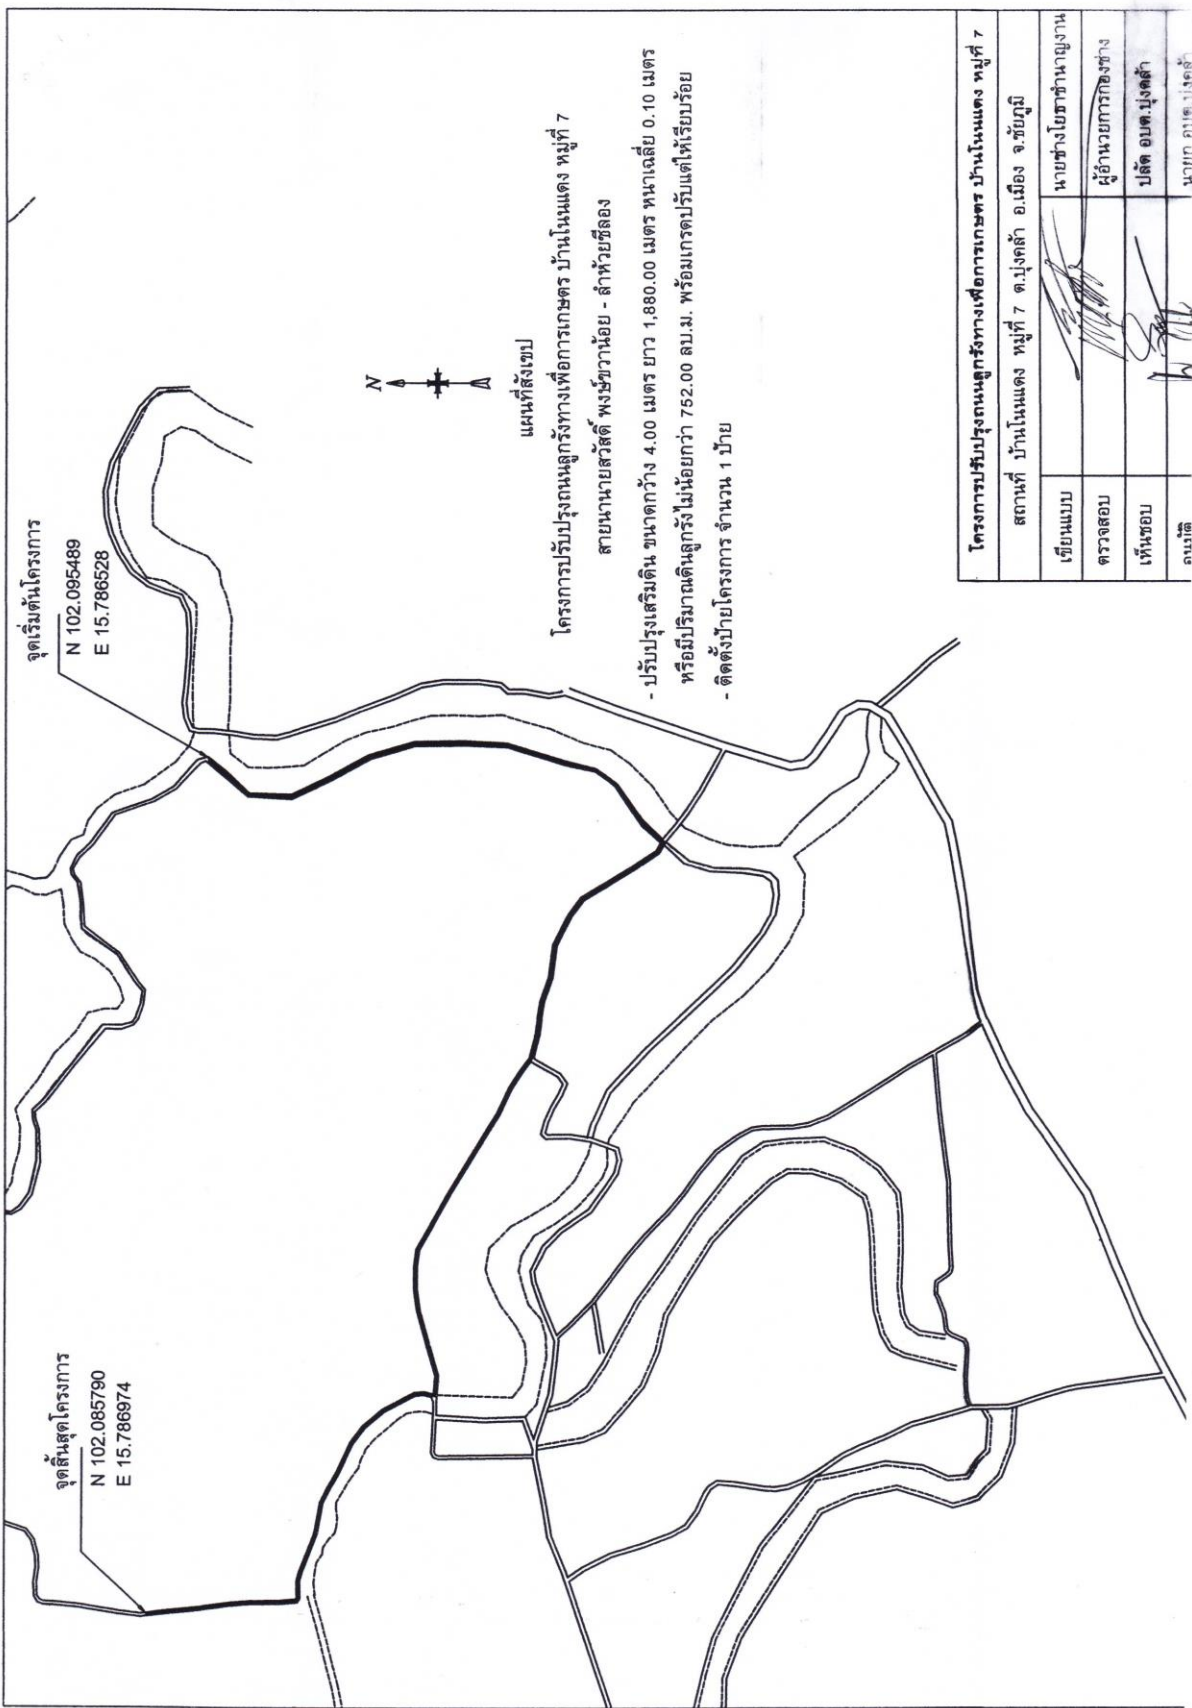 จุดสิ้นสุดโครงการ
N 102.085790
E 15.786974
จุดเริ่มต้นโครงการ
N 102.095489
E 15.786528
N
แผนที่สังเขป
โครงการปรับปรุงถนนลูกรังทางเพื่อการเกษตร บ้านโนนแดง หมู่ที่ 7
สายนานายสวัสดิ์ พงษ์ขวาน้อย - ลำห้วยชีลอง
- ปรับปรุงเสริมดิน ขนาดกว้าง 4.00 เมตร ยาว 1,880.00 เมตร หนาเฉลี่ย 0.10 เมตร
หรือมีปริมาณดินลูกรังไม่น้อยกว่า 752.00 ลบ.ม. พร้อมเกรดปรับแต่ให้เรียบร้อย
- ติดตั้งป้ายโครงการ จำนวน 1 ป้าย
โครงการปรับปรุงถนนลูกรังทางเพื่อการเกษตร บ้านโนนแดง หมู่ที่ 7
สถานที่ บ้านโนนแดง หมู่ที่ 7 ต.บุ่งคล้า อ.เมือง จ.ชัยภูมิ
เขียนแบบ นายช่างโยธาชำนาญงาน
ตรวจสอบ ผู้อำนวยการกองช่าง
เห็นชอบ ปลัด อบต.บุ่งคล้า
อนุมัติ นายก อบต.บุ่งคล้า